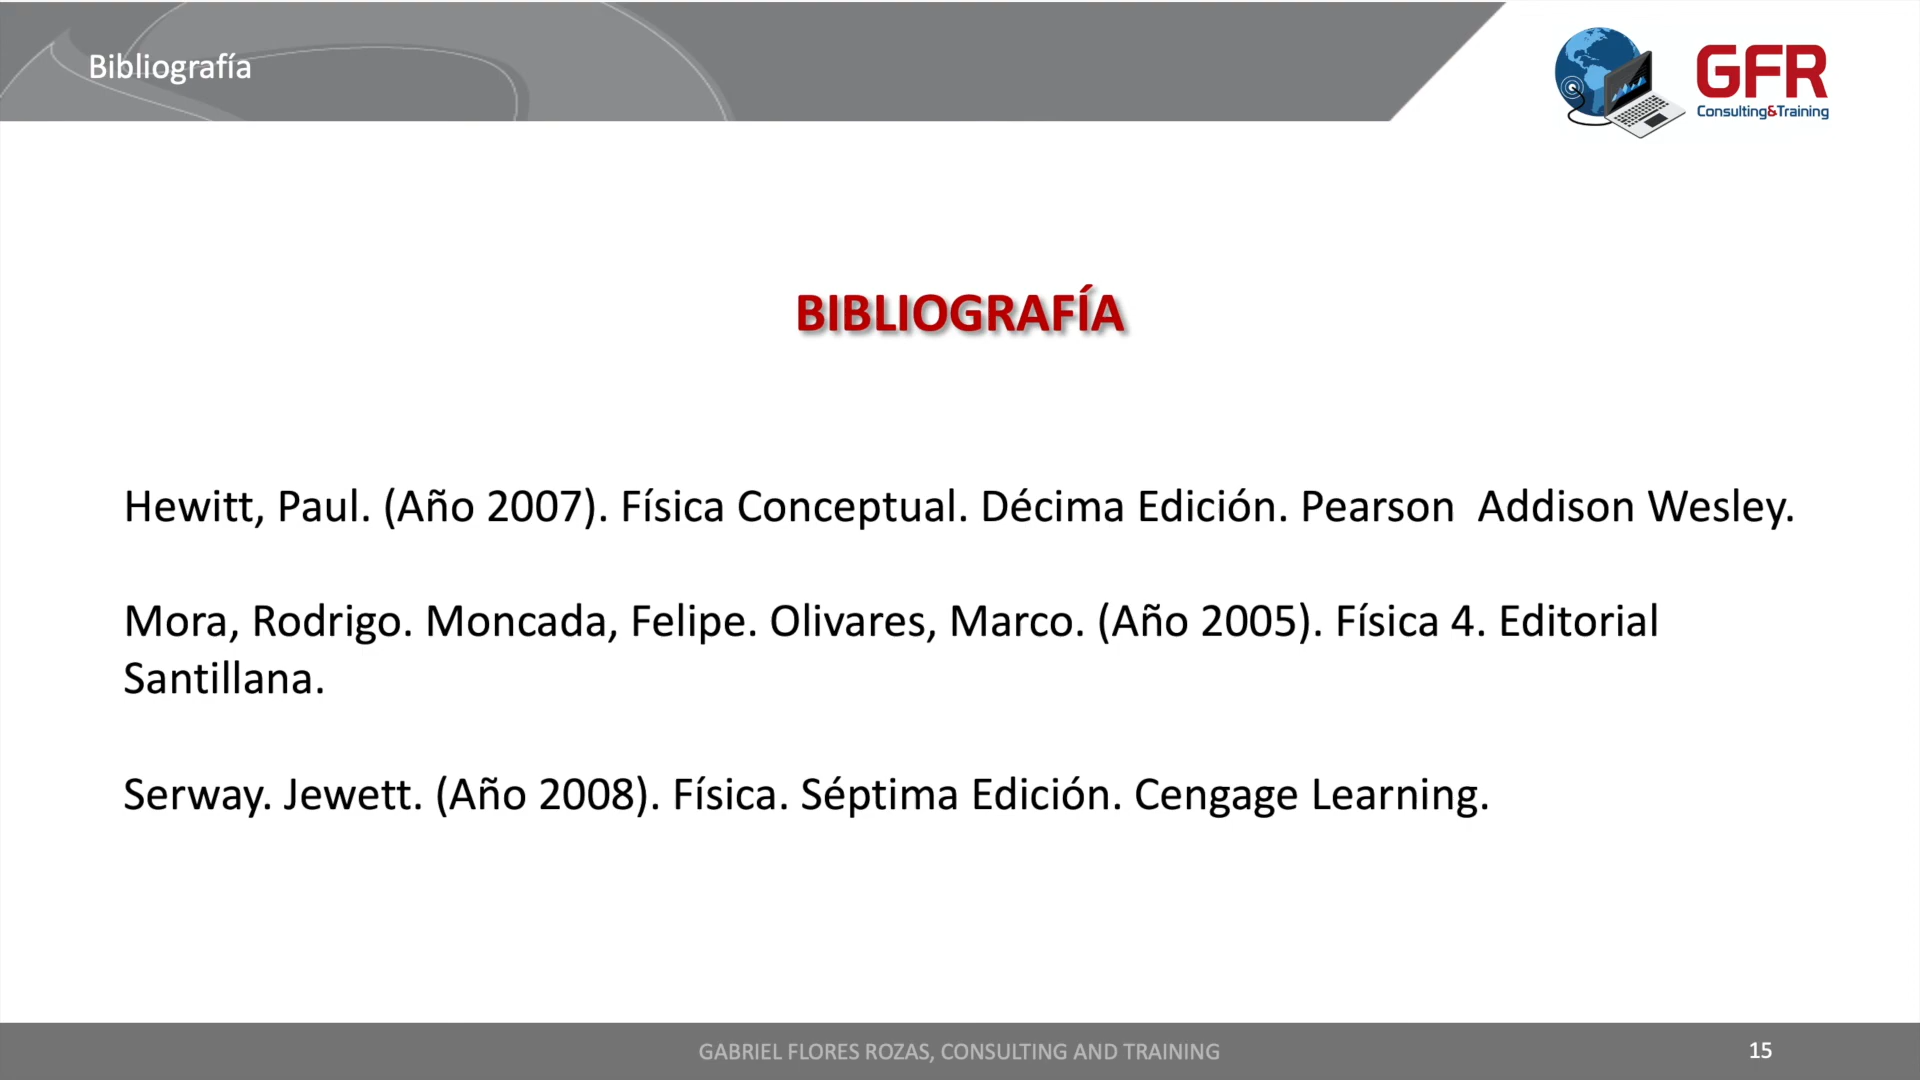 Bibliografía
GFR
Consulting&Training
BIBLIOGRAFÍA
Hewitt, Paul. (Año 2007). Física Conceptual. Décima Edición. Pearson  Addison Wesley.
Mora, Rodrigo. Moncada, Felipe. Olivares, Marco. (Año 2005). Física 4. Editorial
Santillana.
Serway. Jewett. (Año 2008). Física. Séptima Edición. Cengage Learning.
GABRIEL FLORES ROZAS, CONSULTING AND TRAINING
15